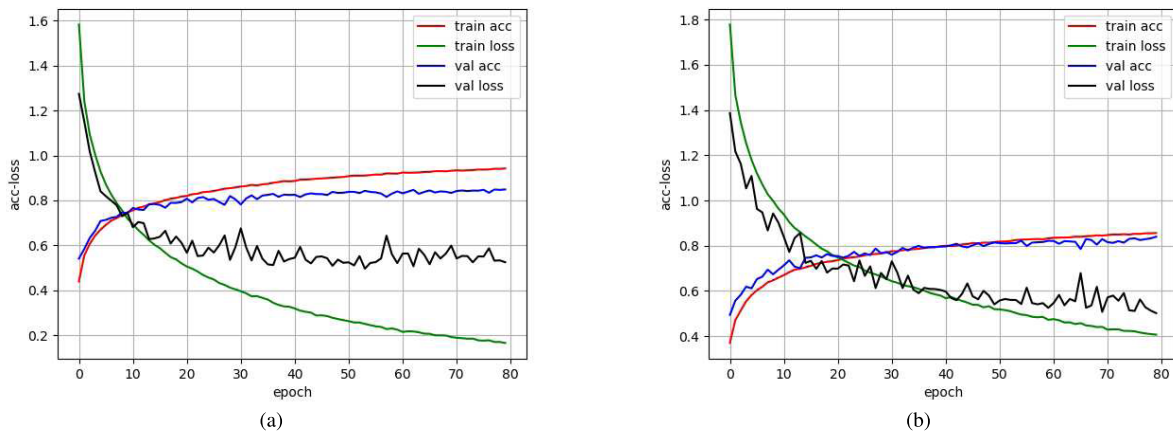 1.6
1.4
1.2
1.0
0.8
0.6
0.4
0.2
acc-loss
0 10 20 30 40 50 60 70 80
epoch
train acc
train loss
val acc
val loss
(a)
1.8
1.6
1.4
1.2
1.0
0.8
0.6
0.4
acc-loss
0 10 20 30 40 50 60 70 80
epoch
train acc
train loss
val acc
val loss
(b)